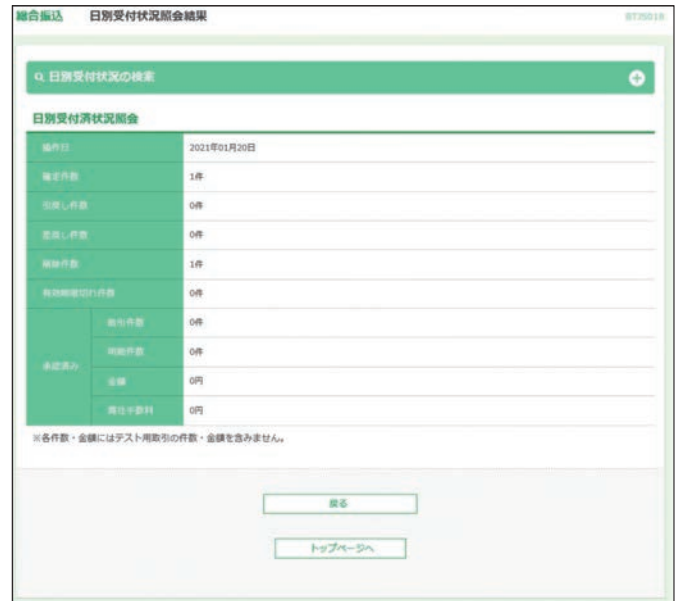 総合振込 日別受付状況照会結果 BTJS018
日別受付状況の検索
日別受付済状況照会
操作日 2021年01月20日
確定件数 1件
引戻し件数 0件
差戻し件数 0件
削除件数 1件
有効期限切れ件数 0件
承認済み
取引件数 0件
明細件数 0件
金額 0円
貴社手数料 0円
※各件数・金額にはテスト用取引の件数・金額を含みません。
戻る
トップページへ